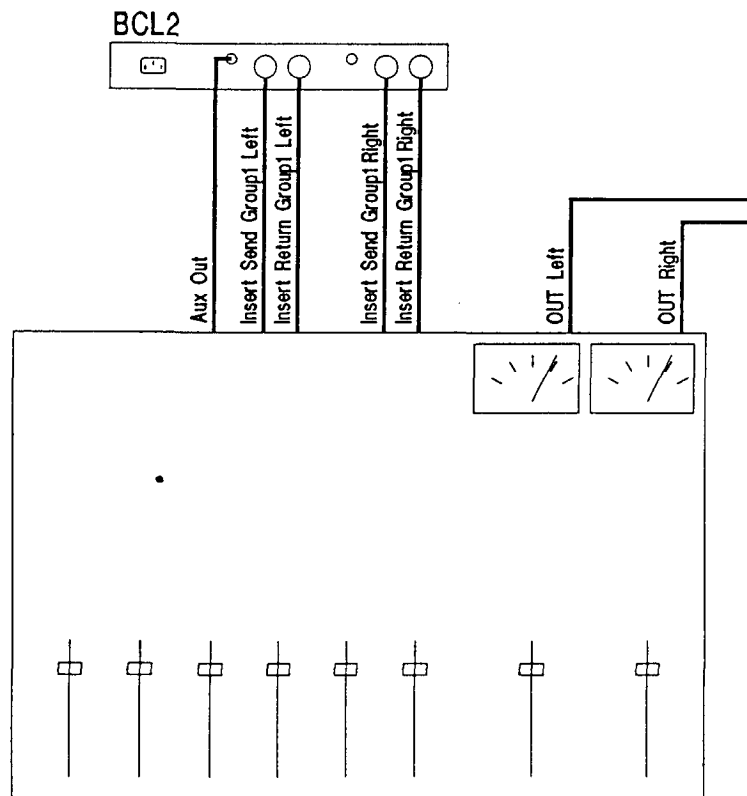 BCL2
Aux Out
Insert Send Group1 Left
Insert Return Group1 Left
Insert Send Group1 Right
Insert Return Group1 Right
OUT Left
OUT Right